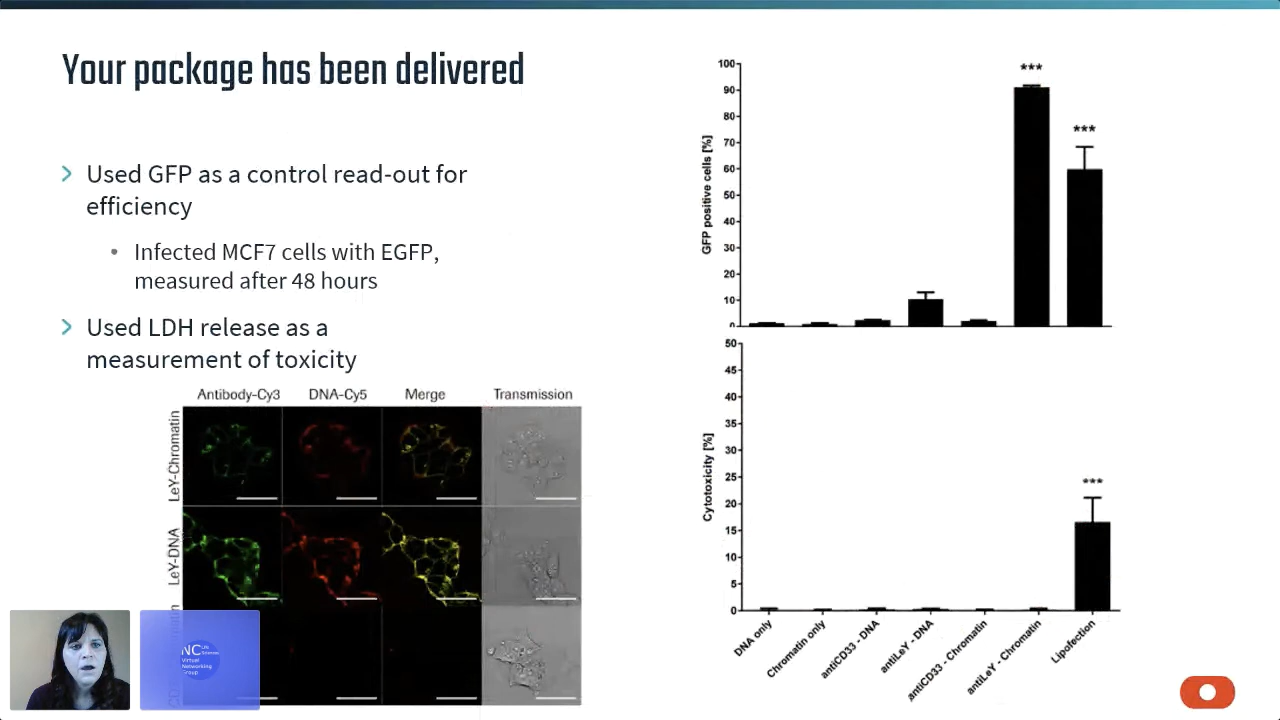 Your package has been delivered
Used GFP as a control read-out for
efficiency
Infected MCF7 cells with EGFP,
measured after 48 hours
Used LDH release as a
measurement of toxicity
Antibody-Cy3 DNA-Cy5 Merge Transmission
LeY-Chromatin
LeY-DNA
NC Life
Sciences
Virtual
Networking
Group
GFP positive cells [%]
100
90
80
70
60
50
40
30
20
10
0
***
***
Cytotoxicity [%]
50
45
40
35
30
25
20
15
10
5
0
***
DNA only
Chromatin only
antiCD33 - DNA
antiLeY - DNA
antiCD33 - Chromatin
antiLeY - Chromatin
Lipofection